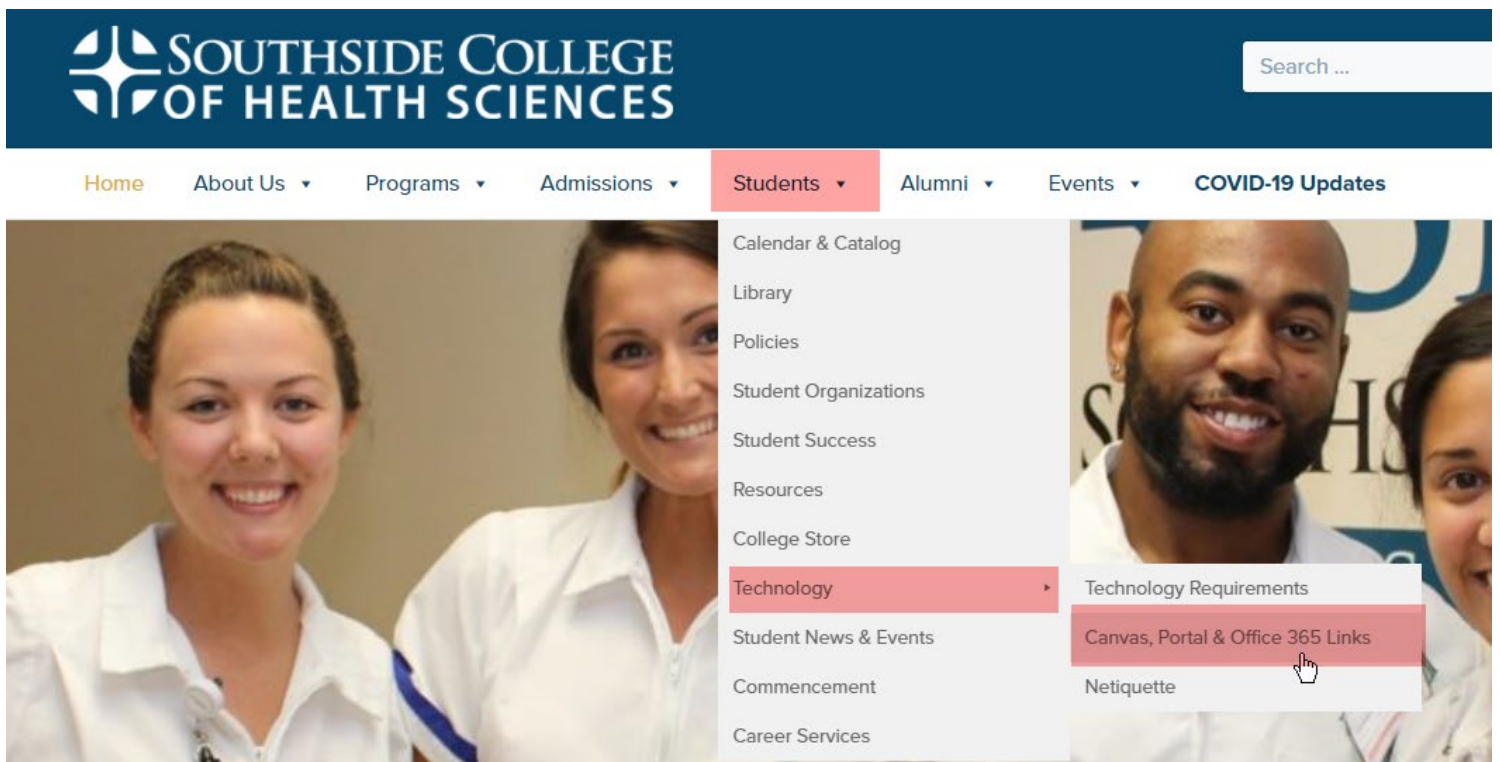 SOUTHSIDE COLLEGE
OF HEALTH SCIENCES
Search ...
Home About Us Programs Admissions Students Alumni Events COVID-19 Updates
Calendar & Catalog
Library
Policies
Student Organizations
Student Success
Resources
College Store
Technology
Student News & Events
Commencement
Career Services
Technology Requirements
Canvas, Portal & Office 365 Links
Netiquette